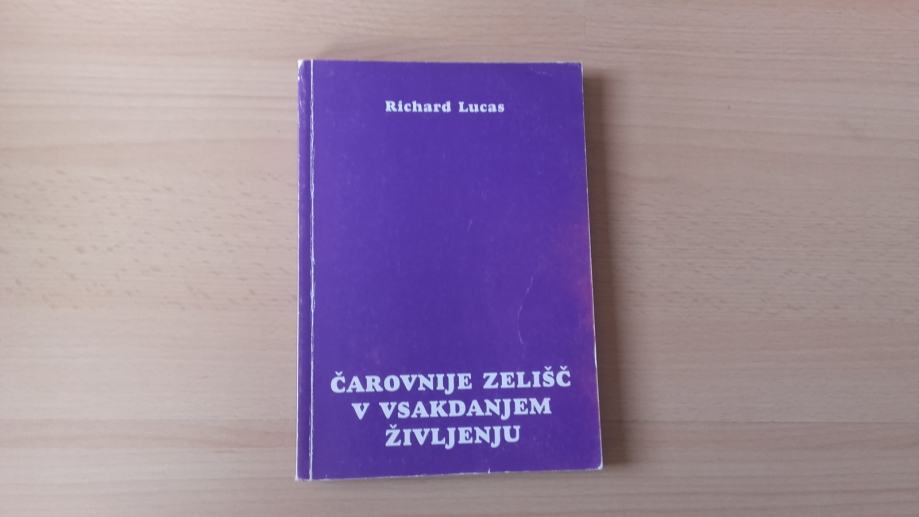 Richard Lucas
ČAROVNIJE ZELIŠČ
V VSAKDANJEM
ŽIVLJENJU